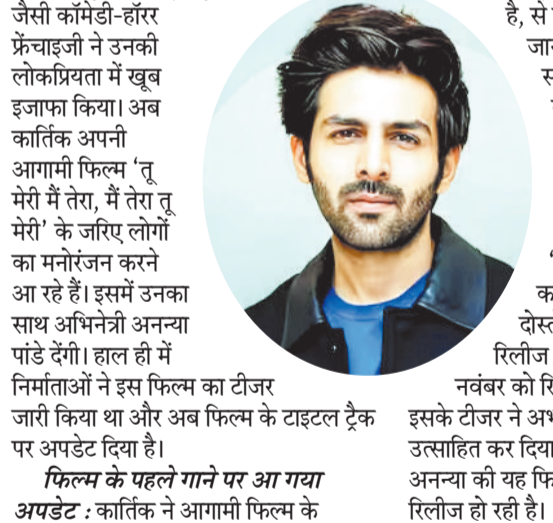 जैसी कॉमेडी-हॉरर
फ्रेंचाइजी ने उनकी
लोकप्रियता में खूब
इजाफा किया। अब
कार्तिक अपनी
आगामी फिल्म ‘तू
मेरी मैं तेरा, मैं तेरा तू
मेरी’ के जरिए लोगों
का मनोरंजन करने
आ रहे हैं। इसमें उनका
साथ अभिनेत्री अनन्या
पांडे देंगी। हाल ही में
निर्माताओं ने इस फिल्म का टीजर
जारी किया था और अब फिल्म के टाइटल ट्रैक
पर अपडेट दिया है।
फिल्म के पहले गाने पर आ गया
अपडेट : कार्तिक ने आगामी फिल्म के
है, से
रिलीज
नवंबर को
इसके टीजर ने
उत्साहित कर दिया
अनन्या की यह
रिलीज हो रही है।